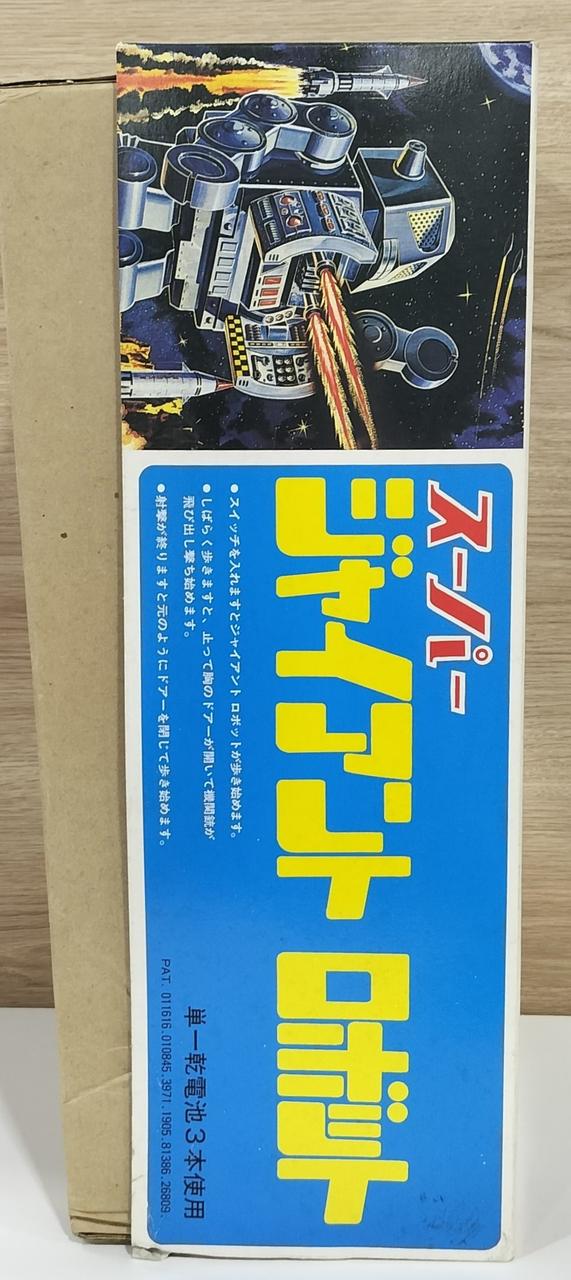 スーパー
ジャイアント ロボット
●スイッチを入れますとジャイアント ロボットが歩き始めます。
●しばらく歩きますと、止って胸のドアーが開いて機関銃が
飛び出し撃ち始めます。
●射撃が終りますと元のようにドアーを閉じて歩き始めます。
単一乾電池3本使用
PAT. 011616.010845.3971.1905.81386.26809.